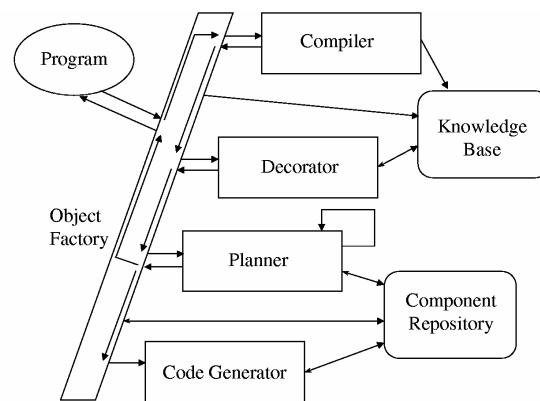 Compiler
Program
Knowledge
Base
Decorator
Object
Factory
Planner
Component
Repository
Code Generator